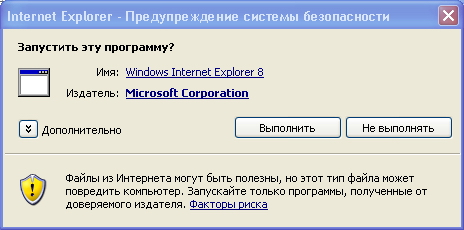 Internet Explorer - Предупреждение системы безопасности
Запустить эту программу?
Имя: Windows Internet Explorer 8
Издатель: Microsoft Corporation
Дополнительно Выполнить Не выполнять
Файлы из Интернета могут быть полезны, но этот тип файла может
повредить компьютер. Запускайте только программы, полученные от
доверяемого издателя. Факторы риска